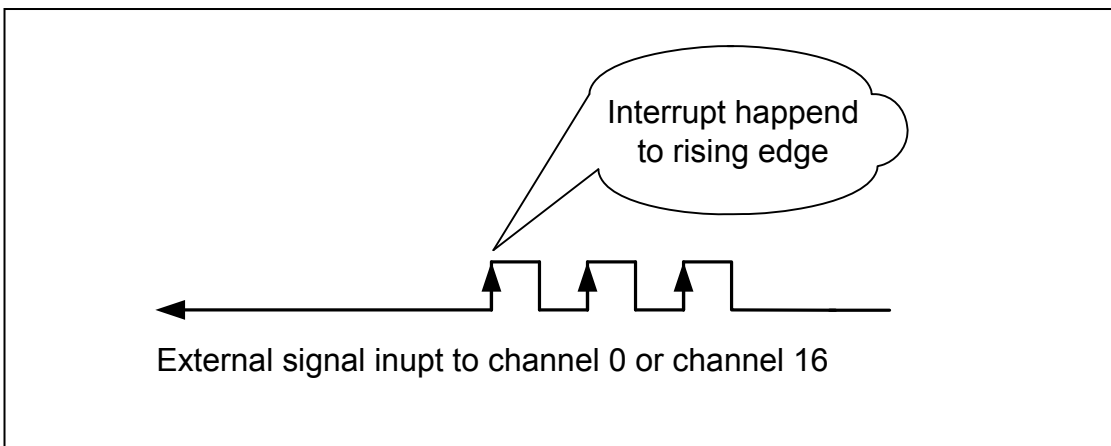 Interrupt happend
to rising edge
External signal inupt to channel 0 or channel 16